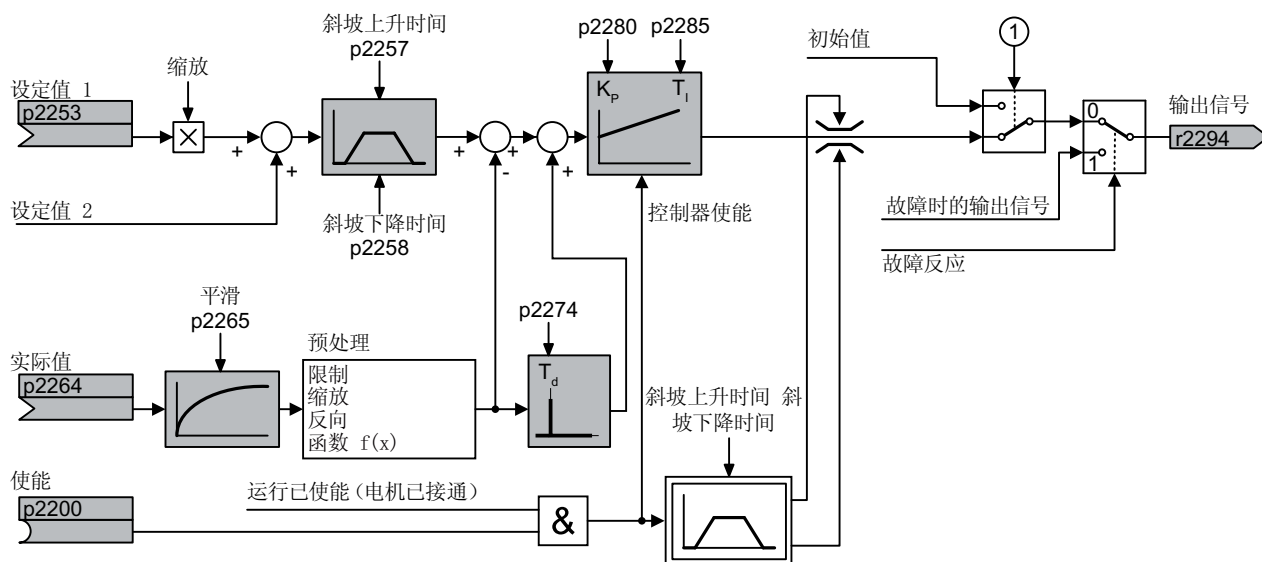 斜坡上升时间
p2257
p2280
p2285
初始值
1
缩放
设定值 1
p2253
K_P
T_I
0
输出信号
r2294
+
+
+
+
-
+
1
设定值 2
斜坡下降时间
p2258
控制器使能
故障时的输出信号
故障反应
平滑
p2265
预处理
p2274
实际值
p2264
限制
缩放
反向
函数 f(x)
T_d
斜坡上升时间 斜
坡下降时间
使能
p2200
运行已使能(电机已接通)
&